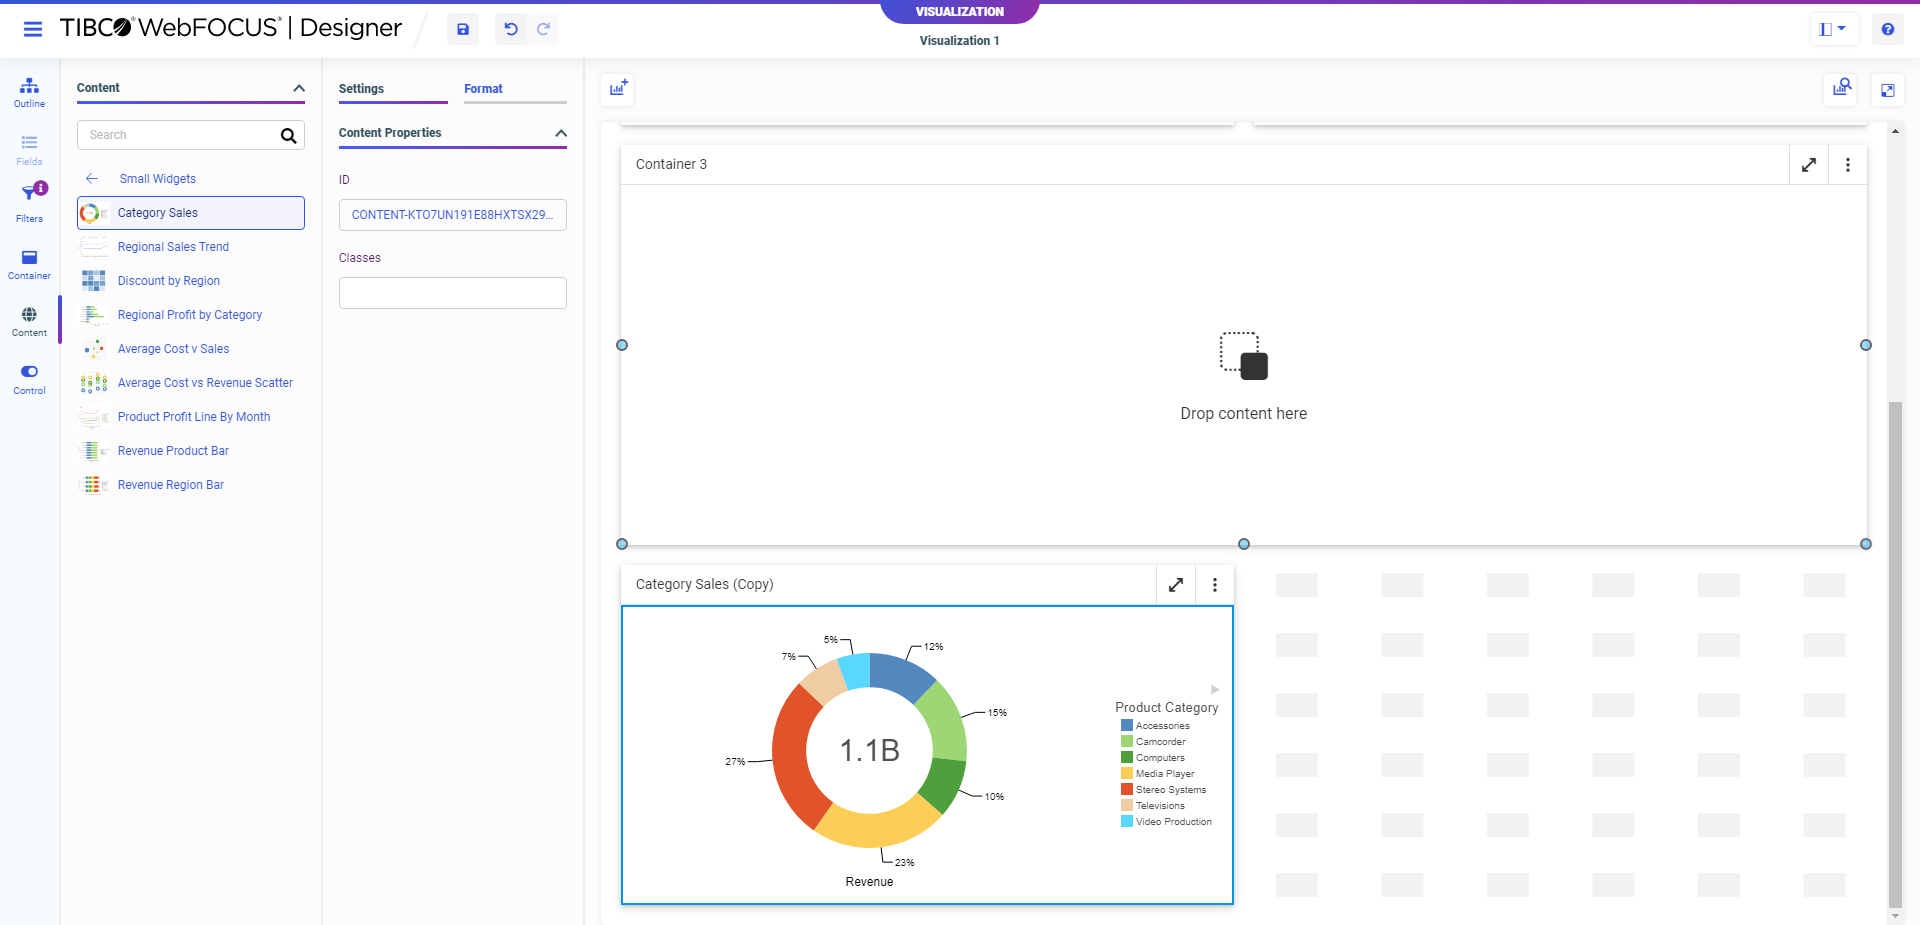 VISUALIZATION
TIBCO® WebFOCUS® | Designer
Visualization 1
Outline
Fields
i
Filters
Container
Content
Control
Content
Search
Small Widgets
Category Sales
Regional Sales Trend
Discount by Region
Regional Profit by Category
Average Cost v Sales
Average Cost vs Revenue Scatter
Product Profit Line By Month
Revenue Product Bar
Revenue Region Bar
Settings
Format
Content Properties
ID
CONTENT-KTO7UN191E88HXTSX29...
Classes
Container 3
Drop content here
Category Sales (Copy)
5%
12%
7%
15%
27%
1.1B
10%
23%
Revenue
Product Category
Accessories
Camcorder
Computers
Media Player
Stereo Systems
Televisions
Video Production